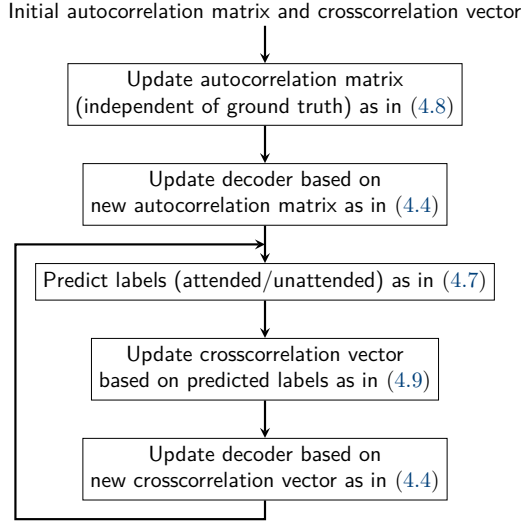 Initial autocorrelation matrix and crosscorrelation vector
Update autocorrelation matrix
(independent of ground truth) as in (4.8)
Update decoder based on
new autocorrelation matrix as in (4.4)
Predict labels (attended/unattended) as in (4.7)
Update crosscorrelation vector
based on predicted labels as in (4.9)
Update decoder based on
new crosscorrelation vector as in (4.4)